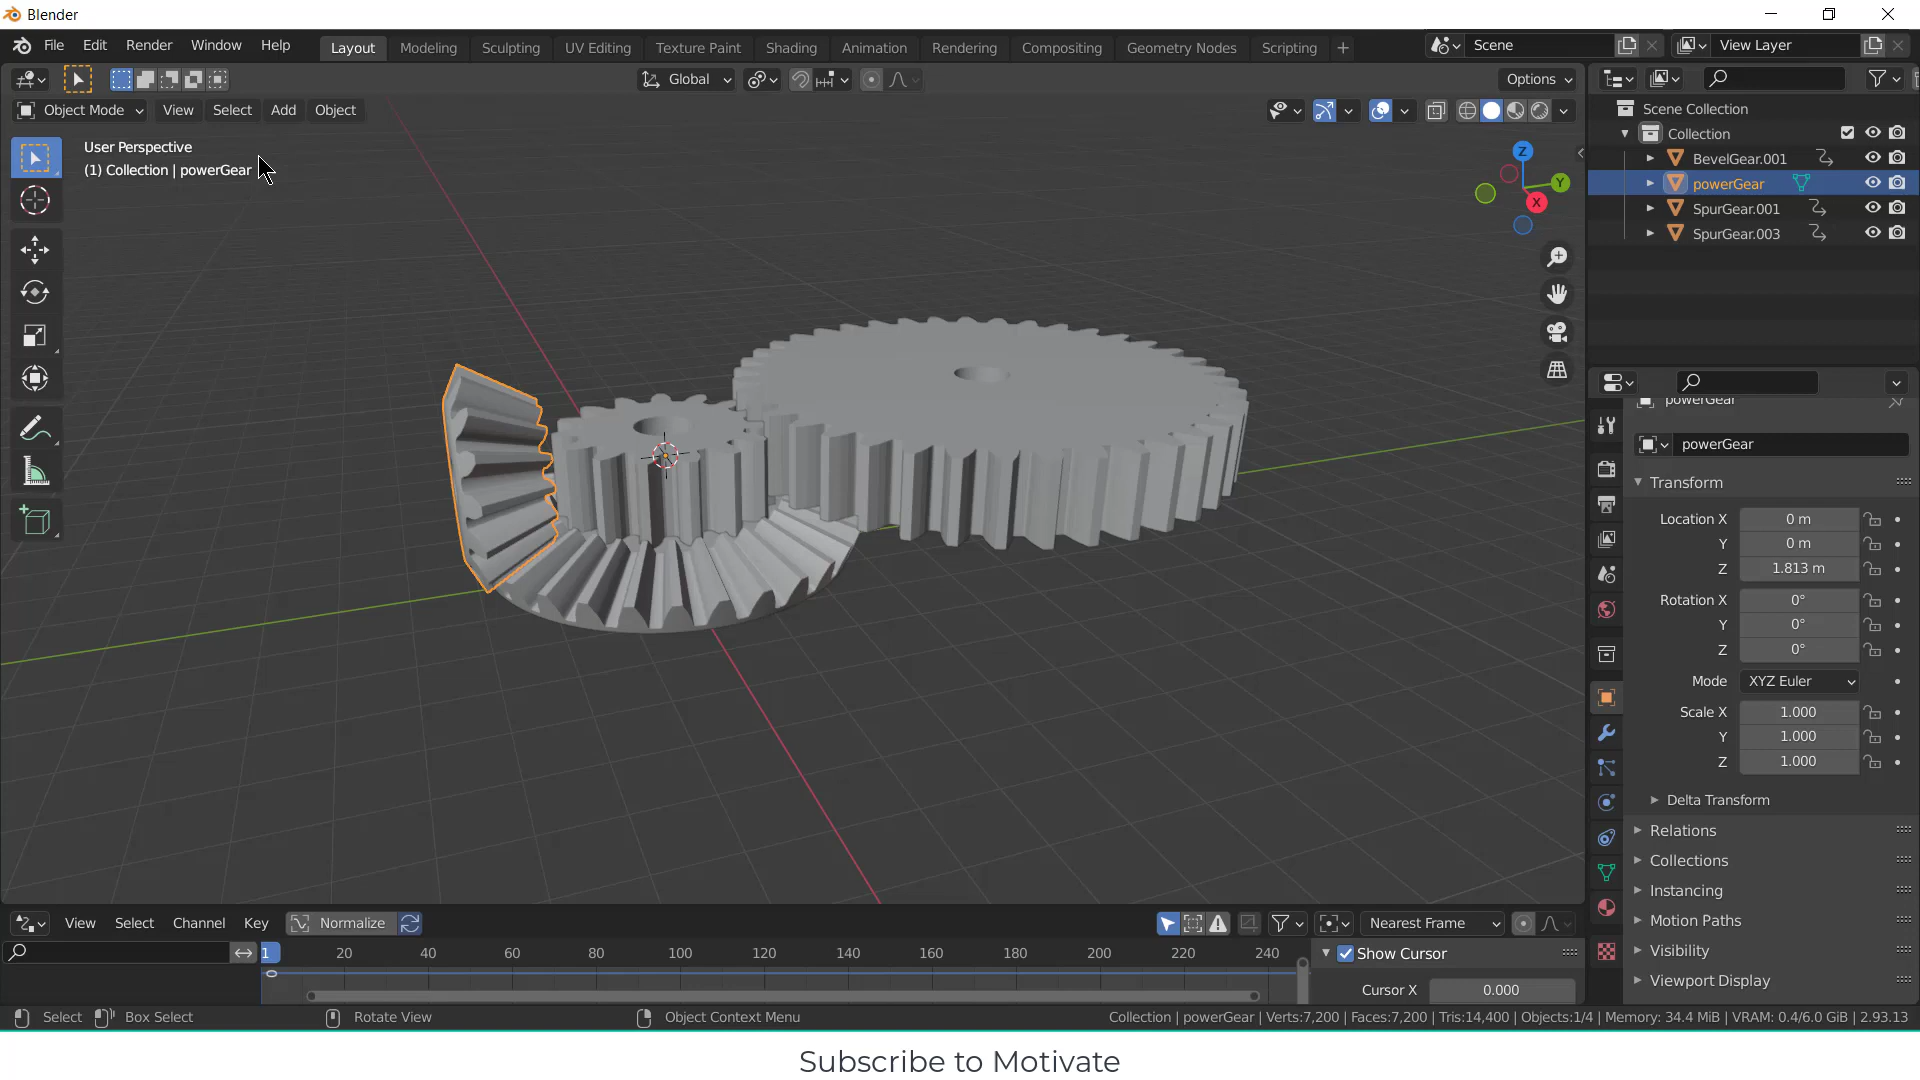 Blender
File Edit Render Window Help Layout Modeling Sculpting UV Editing Texture Paint Shading Animation Rendering Compositing Geometry Nodes Scripting + Scene View Layer
Global Options
Object Mode View Select Add Object
User Perspective
(1) Collection | powerGear
Z
Y
X
Scene Collection
Collection
BevelGear.001
powerGear
SpurGear.001
SpurGear.003
powerGear
powerGear
Transform
Location X 0 m
Y 0 m
Z 1.813 m
Rotation X 0°
Y 0°
Z 0°
Mode XYZ Euler
Scale X 1.000
Y 1.000
Z 1.000
Delta Transform
Relations
Collections
Instancing
Motion Paths
Visibility
Viewport Display
View Select Channel Key Normalize Nearest Frame
1 20 40 60 80 100 120 140 160 180 200 220 240
Show Cursor
Cursor X 0.000
Select Box Select Rotate View Object Context Menu Collection | powerGear | Verts:7,200 | Faces:7,200 | Tris:14,400 | Objects:1/4 | Memory: 34.4 MiB | VRAM: 0.4/6.0 GiB | 2.93.13
Subscribe to Motivate